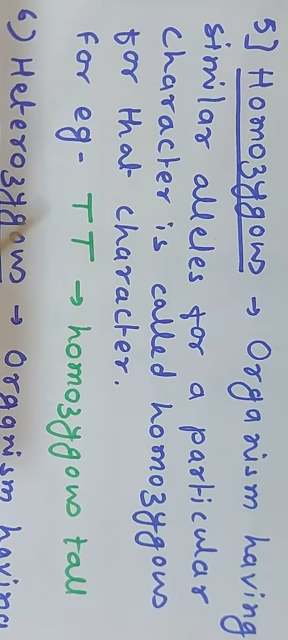 5] Homozygous → Organism having
similar alleles for a particular
character is called homozygous
for that character.
for eg- TT → homozygous tall
6) Heterozygous → Organism having